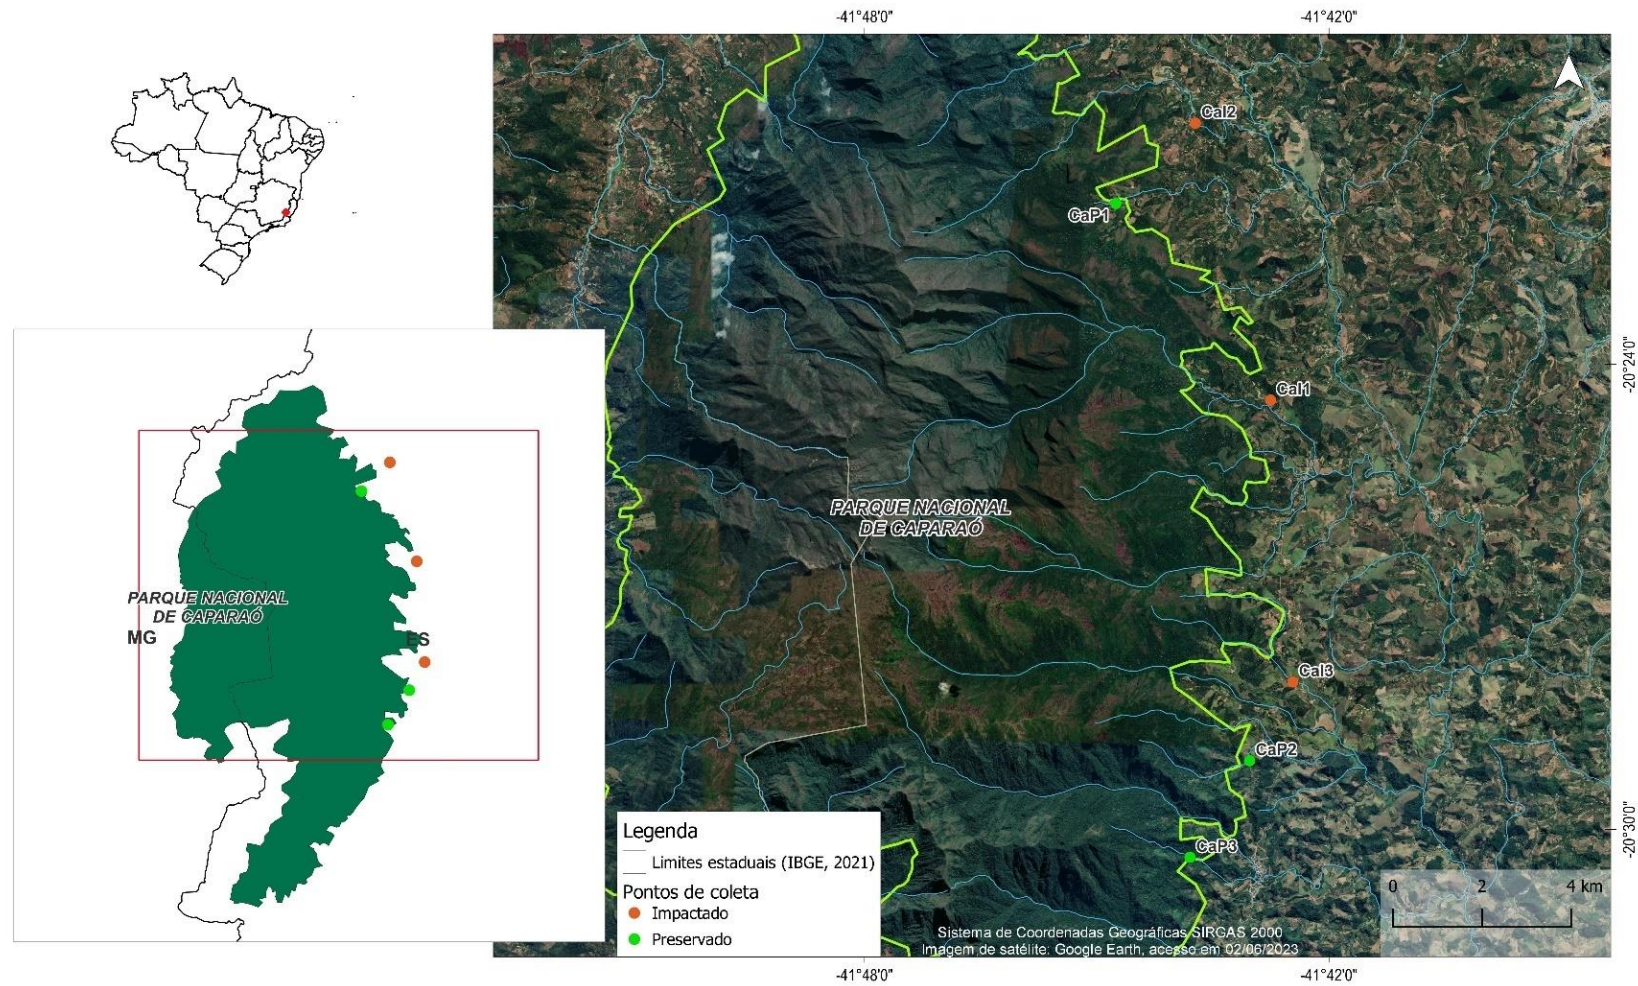 -41°48'0"
-41°42'0"
CaI2
CaP1
-20°24'0"
CaI1
PARQUE NACIONAL
DE CAPARAÓ
PARQUE NACIONAL
DE CAPARAÓ
MG
ES
CaI3
CaP2
CaP3
-20°30'0"
Legenda
Limites estaduais (IBGE, 2021)
Pontos de coleta
Impactado
Preservado
0 2 4 km
Sistema de Coordenadas Geográficas SIRGAS 2000
Imagem de satélite: Google Earth, acesso em 02/06/2023
-41°48'0"
-41°42'0"